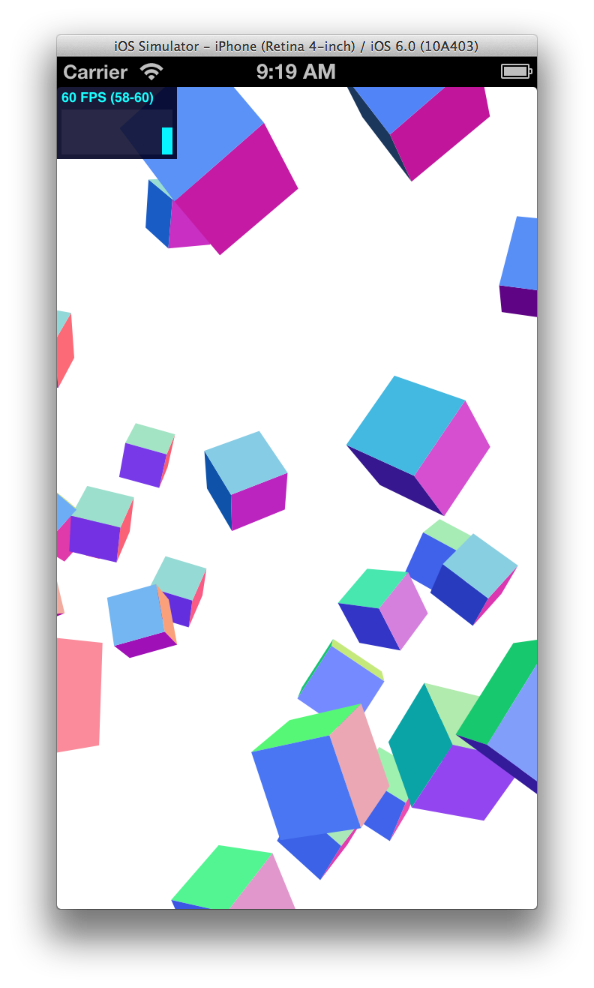 iOS Simulator – iPhone (Retina 4-inch) / iOS 6.0 (10A403)
Carrier 9:19 AM
60 FPS (58-60)